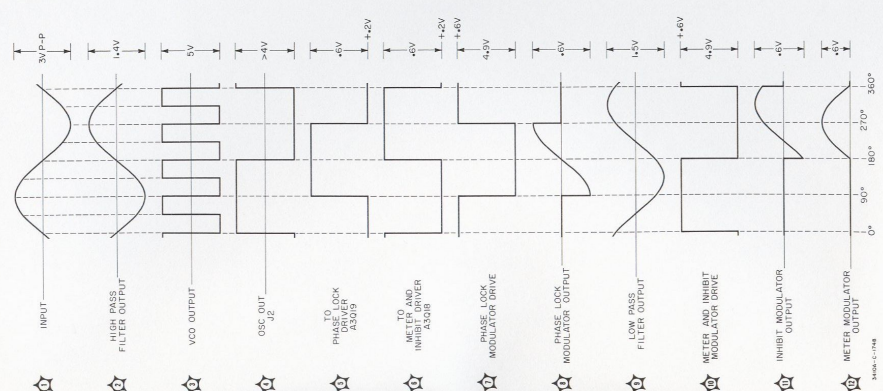 1
INPUT
3V P-P
2
HIGH PASS
FILTER OUTPUT
1.4V
3
VCO OUTPUT
5V
4
OSC OUT
J2
>4V
5
TO
PHASE LOCK
DRIVER
A3Q19
.6V
+.2V
6
TO
METER AND
INHIBIT DRIVER
A3Q18
.6V
+.2V
7
PHASE LOCK
MODULATOR DRIVE
+.6V
4.9V
8
PHASE LOCK
MODULATOR OUTPUT
.6V
9
LOW PASS
FILTER OUTPUT
1.5V
10
METER AND INHIBIT
MODULATOR DRIVE
+.6V
4.9V
11
INHIBIT MODULATOR
OUTPUT
.6V
12
METER MODULATOR
OUTPUT
.6V
0°
90°
180°
270°
360°
3410A-C-1748